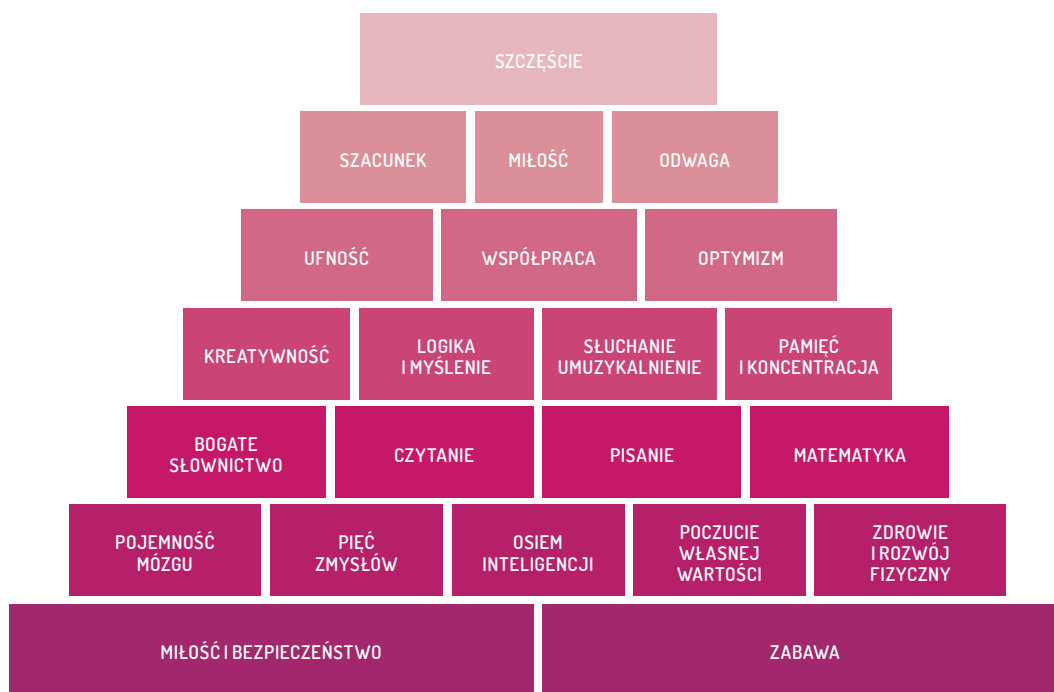 SZCZĘŚCIE
SZACUNEK
MIŁOŚĆ
ODWAGA
UFNOŚĆ
WSPÓŁPRACA
OPTYMIZM
KREATYWNOŚĆ
LOGIKA
I MYŚLENIE
SŁUCHANIE
UMUZYKALNIENIE
PAMIĘĆ
I KONCENTRACJA
BOGATE
SŁOWNICTWO
CZYTANIE
PISANIE
MATEMATYKA
POJEMNOŚĆ
MÓZGU
PIĘĆ
ZMYSŁÓW
OSIEM
INTELIGENCJI
POCZUCIE
WŁASNEJ
WARTOŚCI
ZDROWIE
I ROZWÓJ
FIZYCZNY
MIŁOŚĆ I BEZPIECZEŃSTWO
ZABAWA